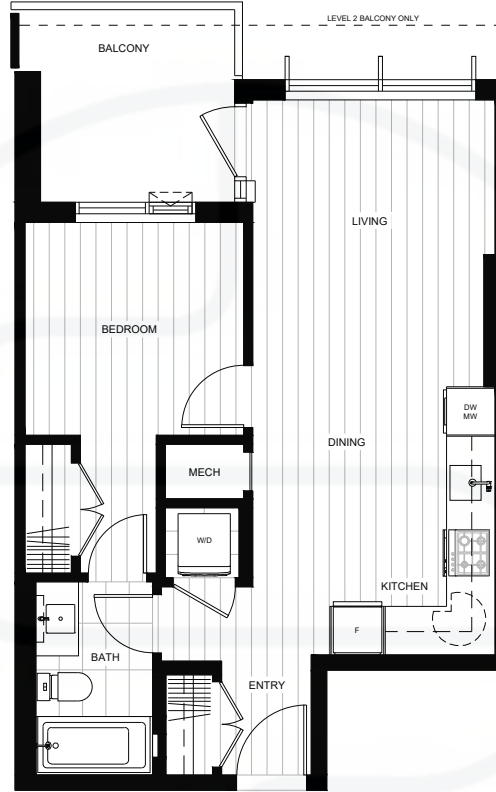 LEVEL 2 BALCONY ONLY
BALCONY
LIVING
BEDROOM
DW
MW
DINING
MECH
W/D
KITCHEN
F
BATH
ENTRY